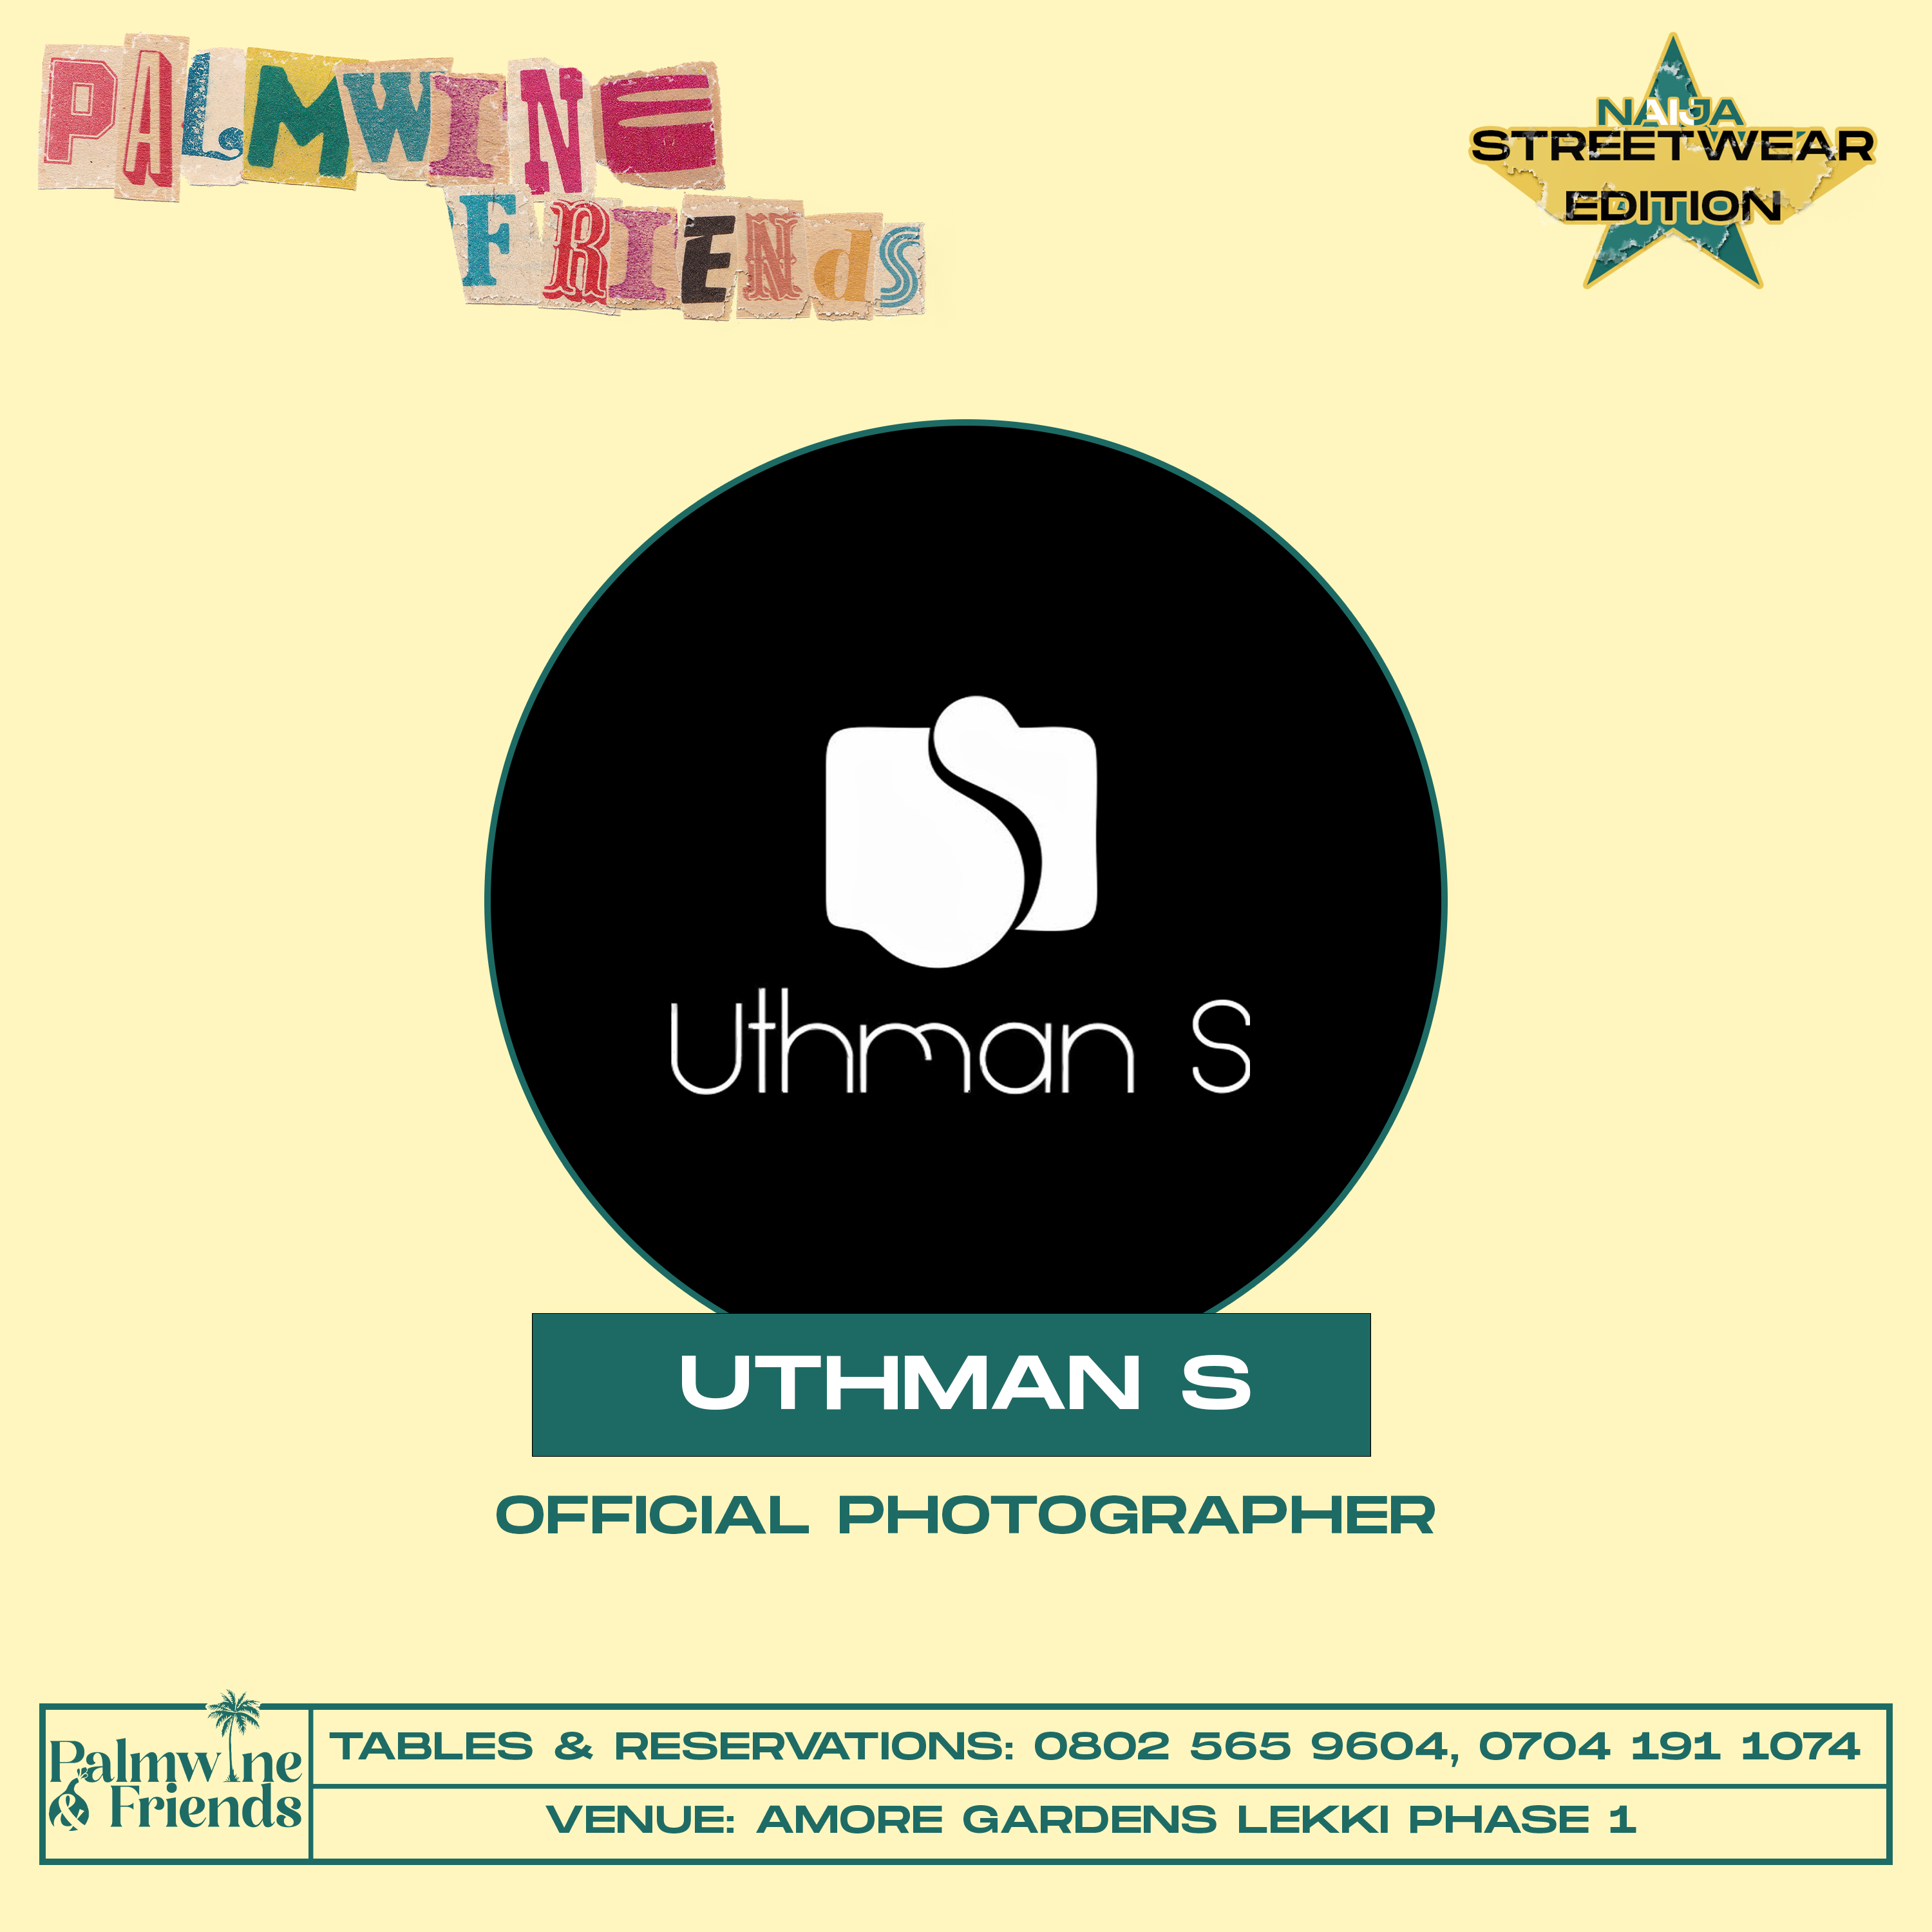 PALMWINE
FRIENdS
NAIJA
STREETWEAR
EDITION
Uthman S
UTHMAN S
OFFICIAL PHOTOGRAPHER
Palmwine
& Friends
TABLES & RESERVATIONS: 0802 565 9604, 0704 191 1074
VENUE: AMORE GARDENS LEKKI PHASE 1